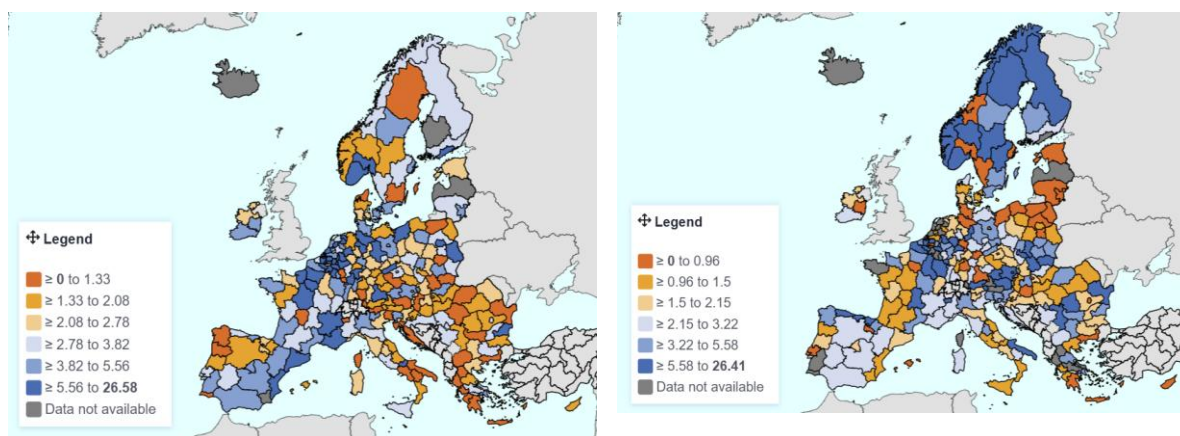 Legend
≥ 0 to 1.33
≥ 1.33 to 2.08
≥ 2.08 to 2.78
≥ 2.78 to 3.82
≥ 3.82 to 5.56
≥ 5.56 to 26.58
Data not available
Legend
≥ 0 to 0.96
≥ 0.96 to 1.5
≥ 1.5 to 2.15
≥ 2.15 to 3.22
≥ 3.22 to 5.58
≥ 5.58 to 26.41
Data not available